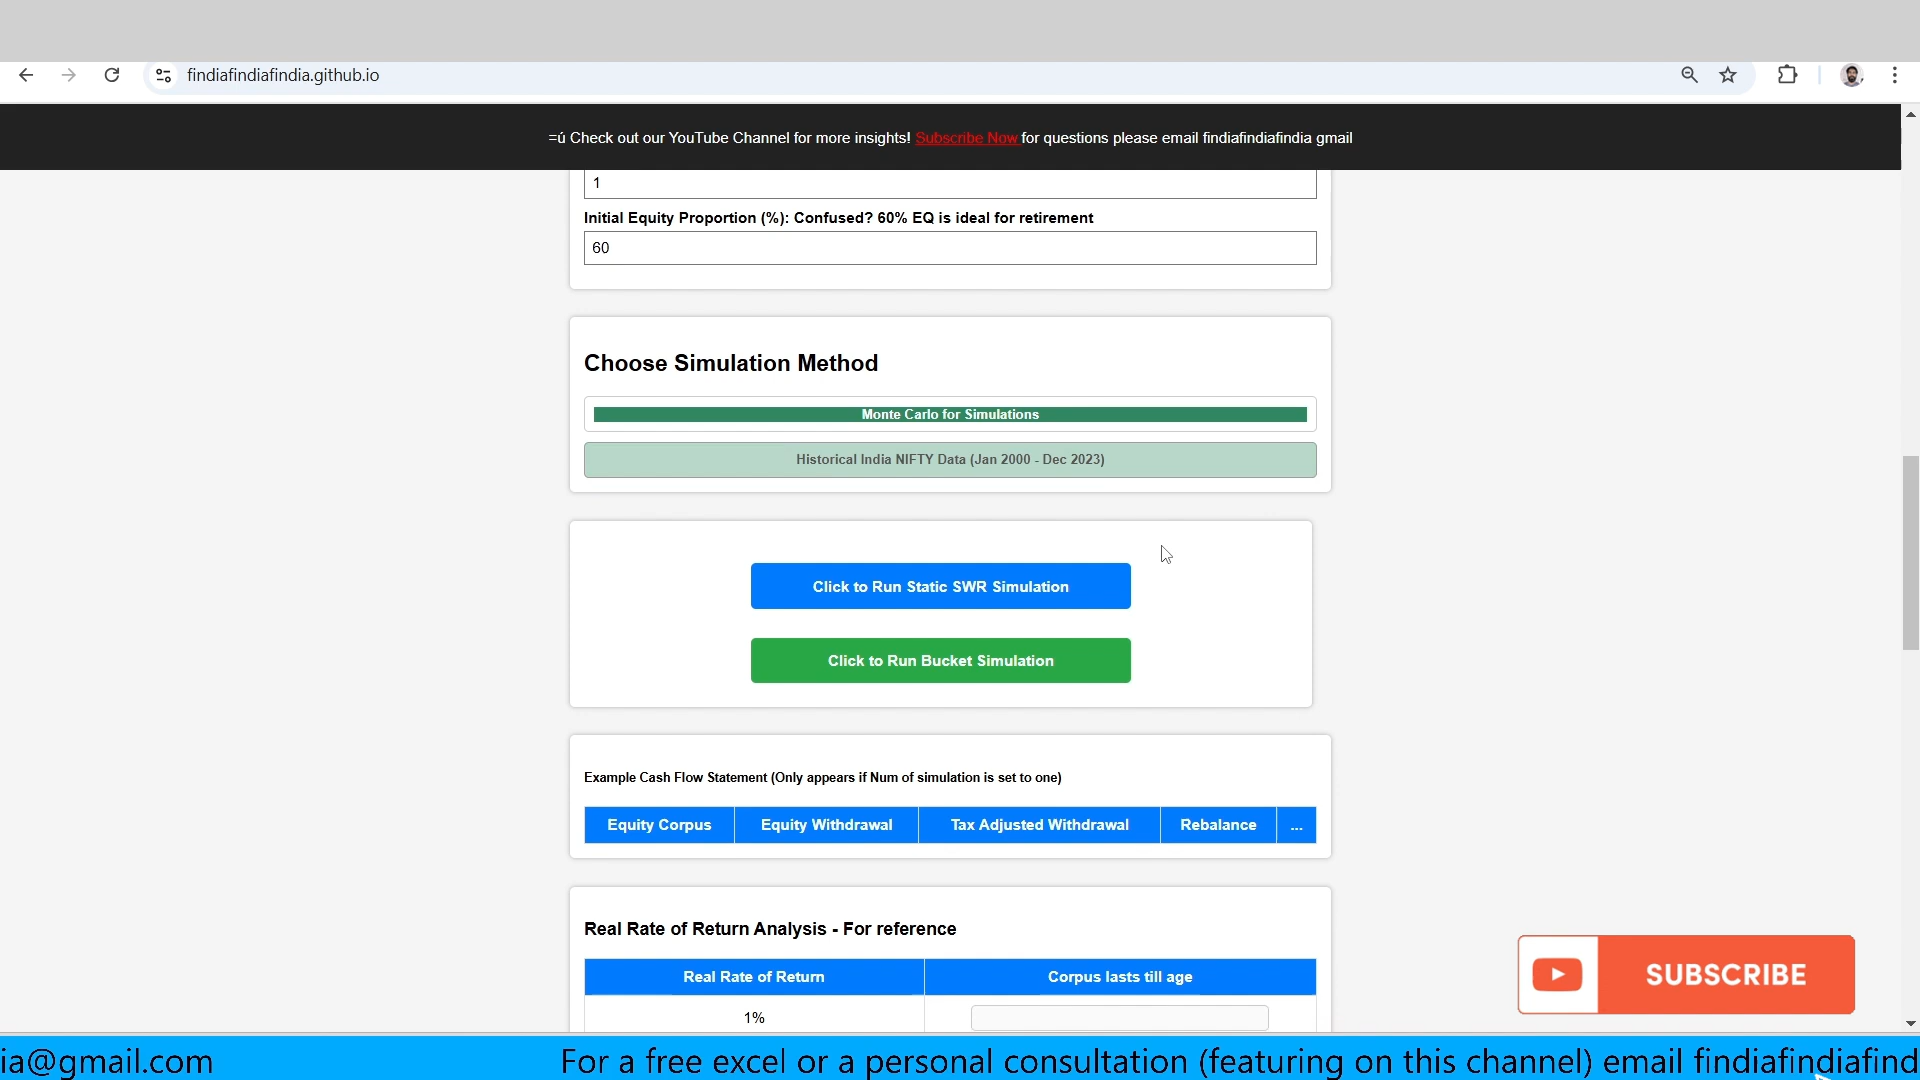 findiafindiafindia.github.io
=ú Check out our YouTube Channel for more insights! Subscribe Now for questions please email findiafindiafindia gmail
1
Initial Equity Proportion (%): Confused? 60% EQ is ideal for retirement
60
Choose Simulation Method
Monte Carlo for Simulations
Historical India NIFTY Data (Jan 2000 - Dec 2023)
Click to Run Static SWR Simulation
Click to Run Bucket Simulation
Example Cash Flow Statement (Only appears if Num of simulation is set to one)
Equity Corpus Equity Withdrawal Tax Adjusted Withdrawal Rebalance ...
Real Rate of Return Analysis - For reference
Real Rate of Return Corpus lasts till age
1%
SUBSCRIBE
ia@gmail.com For a free excel or a personal consultation (featuring on this channel) email findiafindiafind